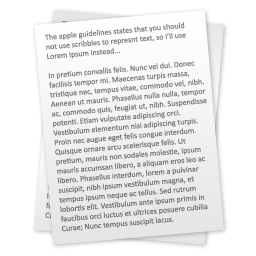 The apple guidelines states that you should
not use scribbles to represnt text, so I'll use
Lorem ipsum instead...
In pretium convallis felis. Nunc vel dui. Donec
facilisis tempor mi. Maecenas turpis massa,
tristique nec, tempus vitae, commodo vel, nibh.
Aenean ut mauris. Phasellus nulla nulla, tempor
ac, commodo quis, feugiat ut, nibh. Suspendisse
potenti. Etiam vulputate adipiscing orci.
Vestibulum elementum nisi adipiscing turpis.
Proin nec augue eget felis congue interdum.
Quisque ornare arcu scelerisque felis. Ut
pretium, mauris non sodales molestie, ipsum
mauris accumsan libero, a aliquam eros leo ac
libero. Phasellus interdum, lorem a pulvinar
suscipit, nibh ipsum vestibulum magna, et
tempus ipsum neque ac tellus. Sed rutrum
lobortis elit. Vestibulum ante ipsum primis in
faucibus orci luctus et ultrices posuere cubilia
Curae; Nunc tempus suscipit lacus.